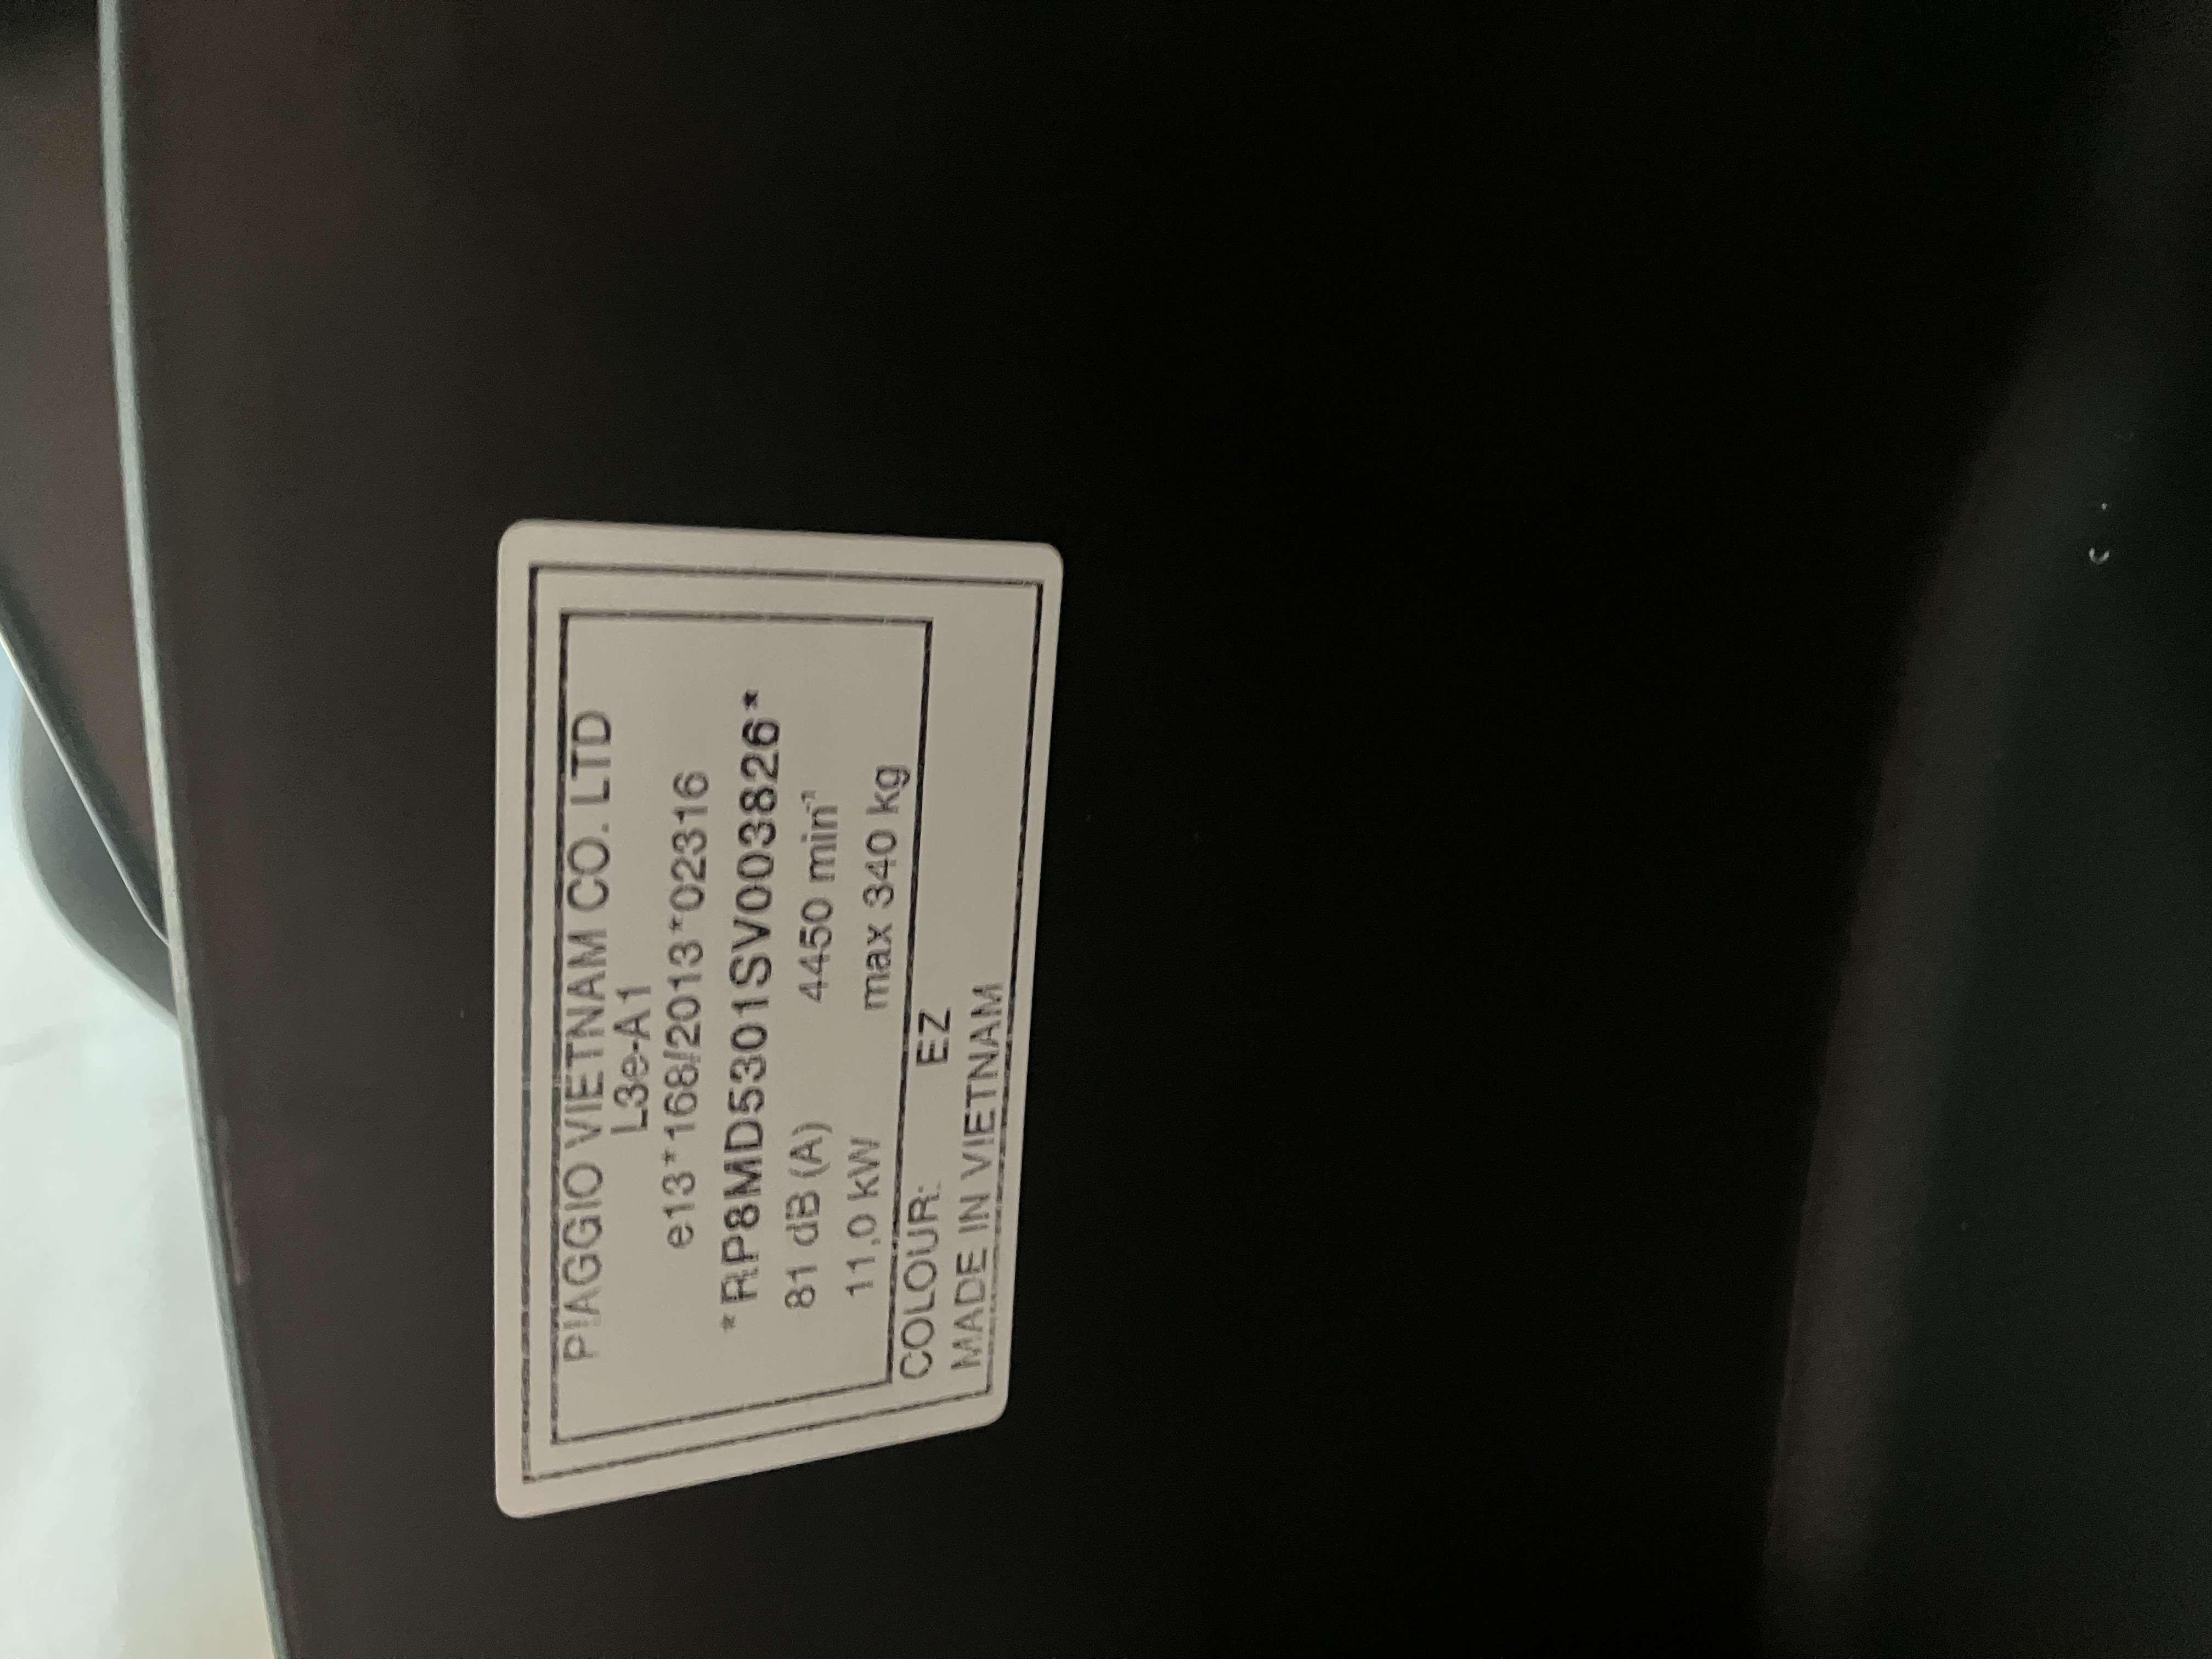 PIAGGIO VIETNAM CO. LTD
L3e-A1
e13*168/2013*02316
*RP8MD5301SV003826*
81 dB (A) 4450 min⁻¹
11,0 kW max 340 kg
COLOUR: EZ
MADE IN VIETNAM